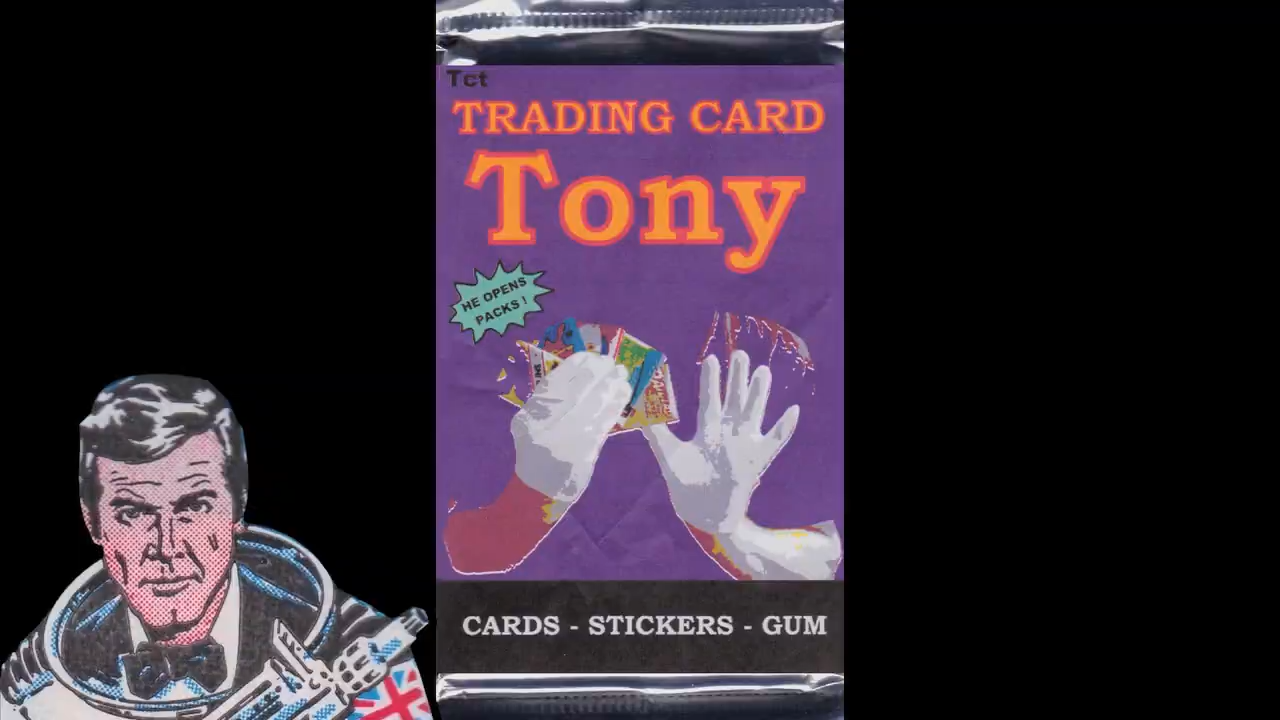 Tct
TRADING CARD
Tony
HE OPENS
PACKS !
CARDS - STICKERS - GUM